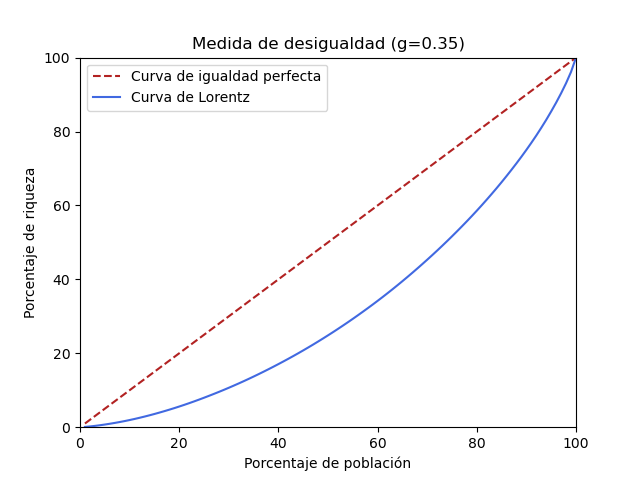 Medida de desigualdad (g=0.35)
Curva de igualdad perfecta
Curva de Lorentz
Porcentaje de riqueza
100
80
60
40
20
0
0 20 40 60 80 100
Porcentaje de población